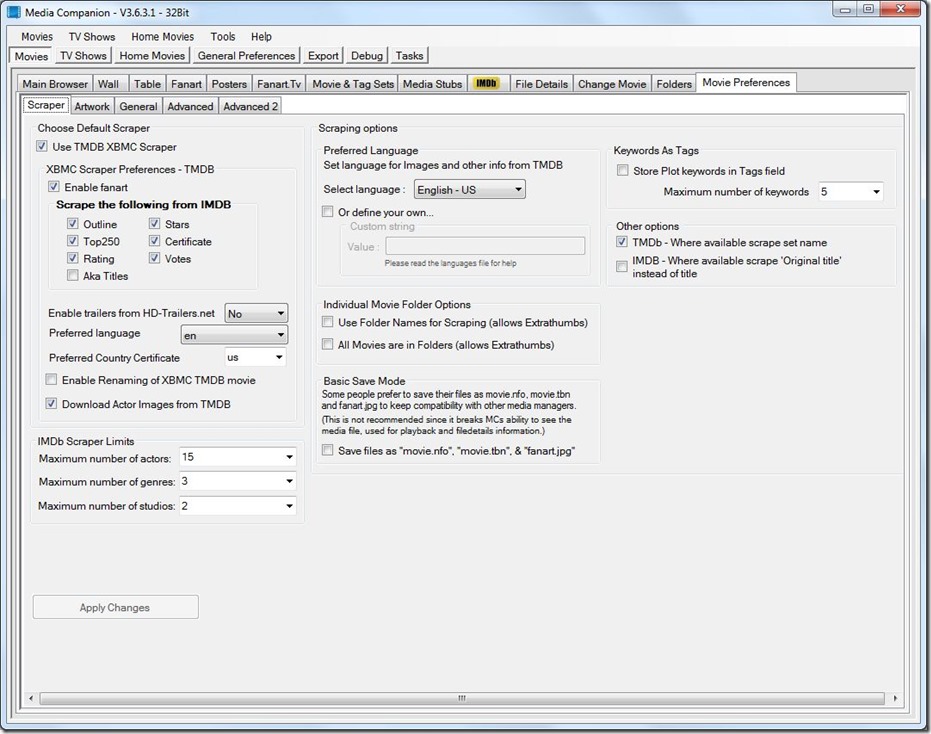 Media Companion - V3.6.3.1 - 32Bit
Movies TV Shows Home Movies Tools Help
Movies TV Shows Home Movies General Preferences Export Debug Tasks
Main Browser Wall Table Fanart Posters Fanart.Tv Movie & Tag Sets Media Stubs IMDb File Details Change Movie Folders Movie Preferences
Scraper Artwork General Advanced Advanced 2
Choose Default Scraper
Use TMDB XBMC Scraper
XBMC Scraper Preferences - TMDB
Enable fanart
Scrape the following from IMDB
Outline Stars
Top250 Certificate
Rating Votes
Aka Titles
Enable trailers from HD-Trailers.net No
Preferred language en
Preferred Country Certificate us
Enable Renaming of XBMC TMDB movie
Download Actor Images from TMDB
IMDb Scraper Limits
Maximum number of actors: 15
Maximum number of genres: 3
Maximum number of studios: 2
Apply Changes
Scraping options
Preferred Language
Set language for Images and other info from TMDB
Select language : English - US
Or define your own...
Custom string
Value :
Please read the languages file for help
Individual Movie Folder Options
Use Folder Names for Scraping (allows Extrathumbs)
All Movies are in Folders (allows Extrathumbs)
Basic Save Mode
Some people prefer to save their files as movie.nfo, movie.tbn
and fanart.jpg to keep compatibility with other media managers.
(This is not recommended since it breaks MCs ability to see the
media file, used for playback and filedetails information.)
Save files as "movie.nfo", "movie.tbn", & "fanart.jpg"
Keywords As Tags
Store Plot keywords in Tags field
Maximum number of keywords 5
Other options
TMDb - Where available scrape set name
IMDB - Where available scrape 'Original title'
instead of title